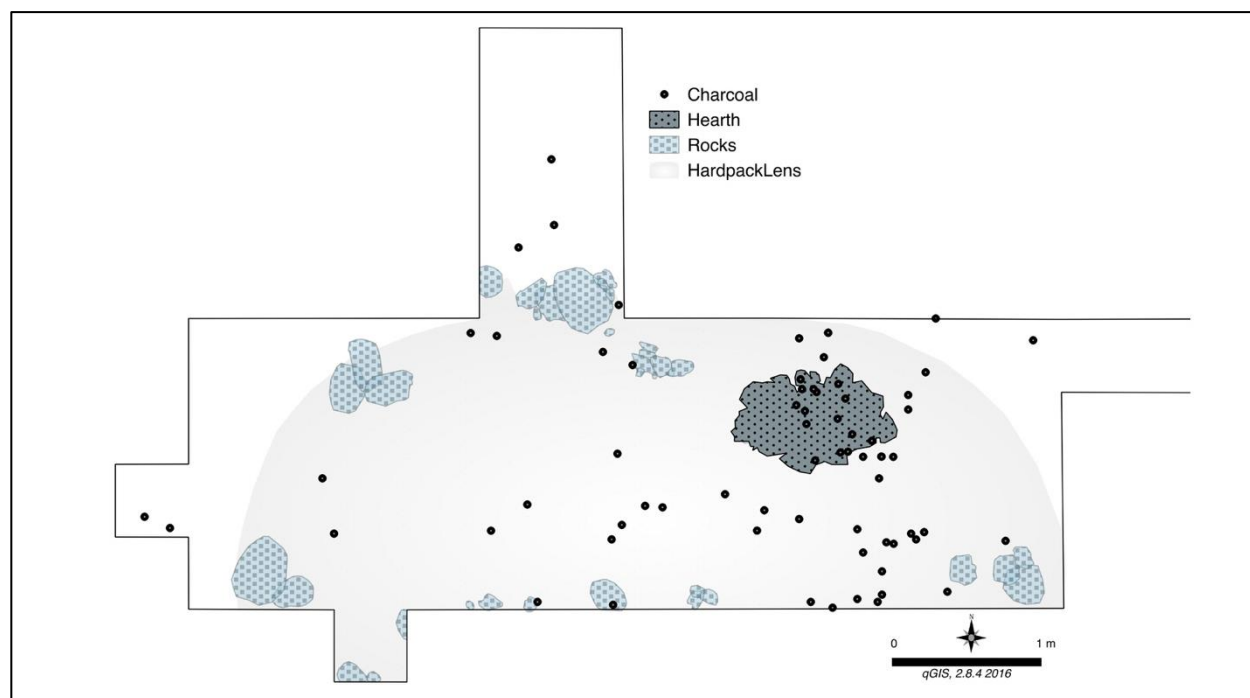 Charcoal
Hearth
Rocks
HardpackLens
N
0 1 m
qGIS, 2.8.4 2016